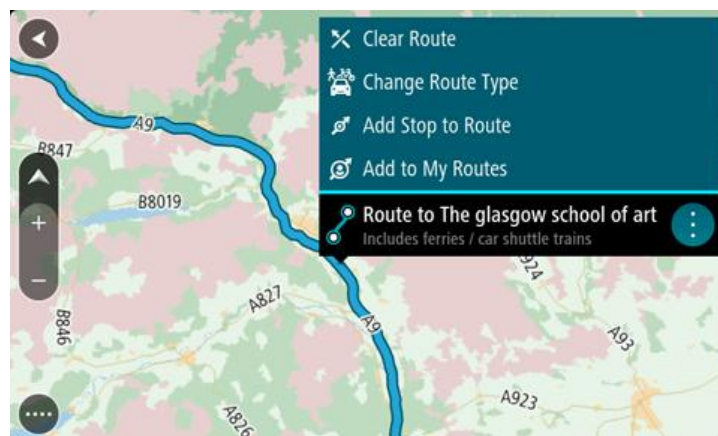 Clear Route
Change Route Type
Add Stop to Route
Add to My Routes
Route to The glasgow school of art
Includes ferries / car shuttle trains
A9
B847
B8019
A827
A9
B846
A924
A93
A923
A826